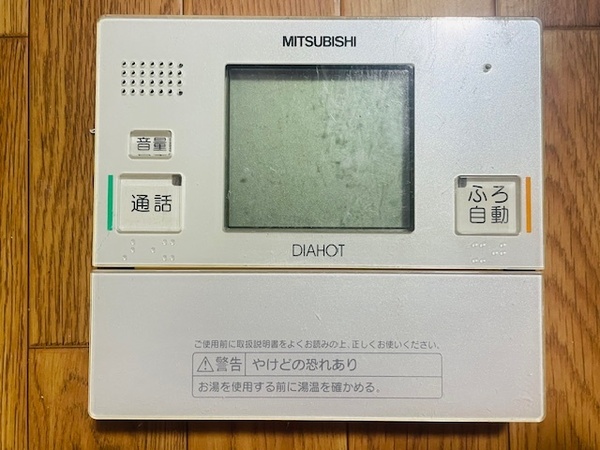 MITSUBISHI
音量
通話
ふろ
自動
DIAHOT
ご使用前に取扱説明書をよくお読みの上、正しくお使いください。
警告 やけどの恐れあり
お湯を使用する前に湯温を確かめる。